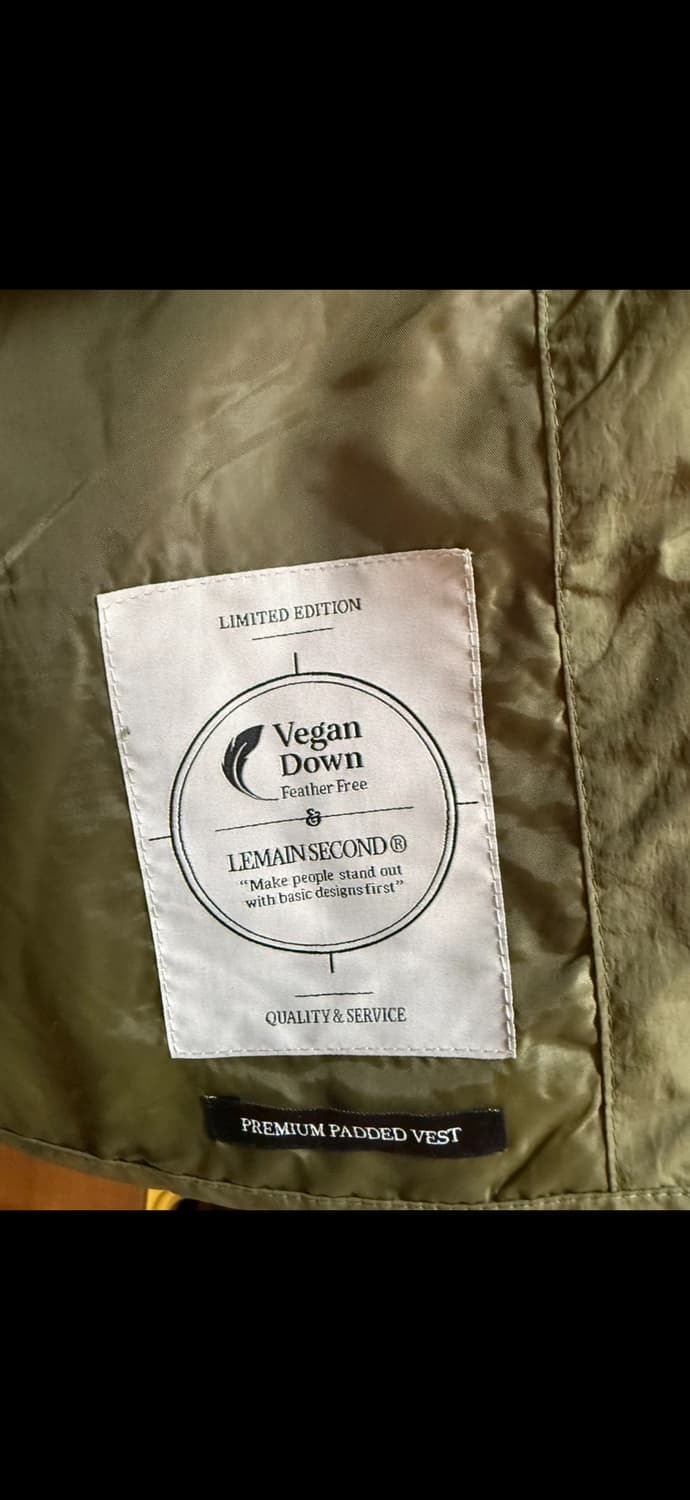 LIMITED EDITION
Vegan
Down
Feather Free
&
LEMAIN SECOND®
“Make people stand out
with basic designs first”
QUALITY & SERVICE
PREMIUM PADDED VEST